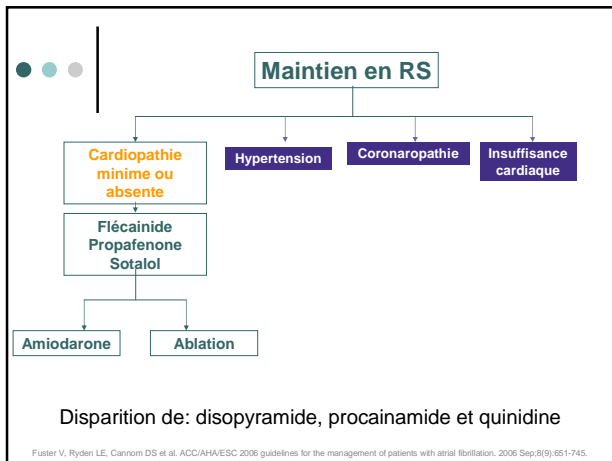 Maintien en RS
Cardiopathie
minime ou
absente
Hypertension
Coronaropathie
Insuffisance
cardiaque
Flécainide
Propafenone
Sotalol
Amiodarone
Ablation
Disparition de: disopyramide, procainamide et quinidine
Fuster V, Ryden LE, Cannom DS et al. ACC/AHA/ESC 2006 guidelines for the management of patients with atrial fibrillation. 2006 Sep;8(9):651-745.